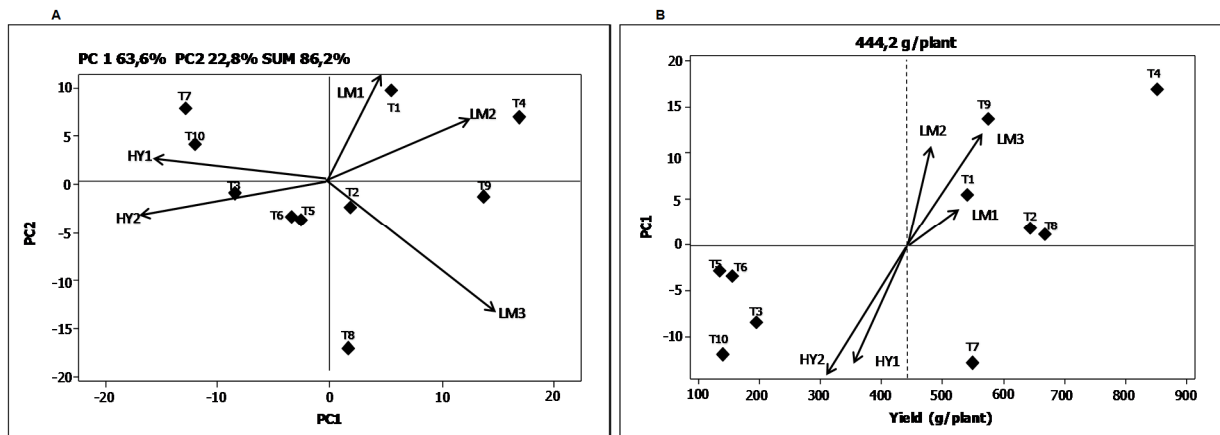 A
PC 1 63,6% PC2 22,8% SUM 86,2%
10
5
0
-5
-10
-15
-20
PC2
-20
-10
0
10
20
PC1
T7
T10
HY1
T3
HY2
T6
T5
T2
LM1
T1
LM2
T4
T9
LM3
T8
B
444,2 g/plant
20
15
10
5
0
-5
-10
PC1
100
200
300
400
500
600
700
800
900
Yield (g/plant)
T4
T9
LM2
LM3
T1
LM1
T2
T8
T5
T6
T3
T10
HY2
HY1
T7